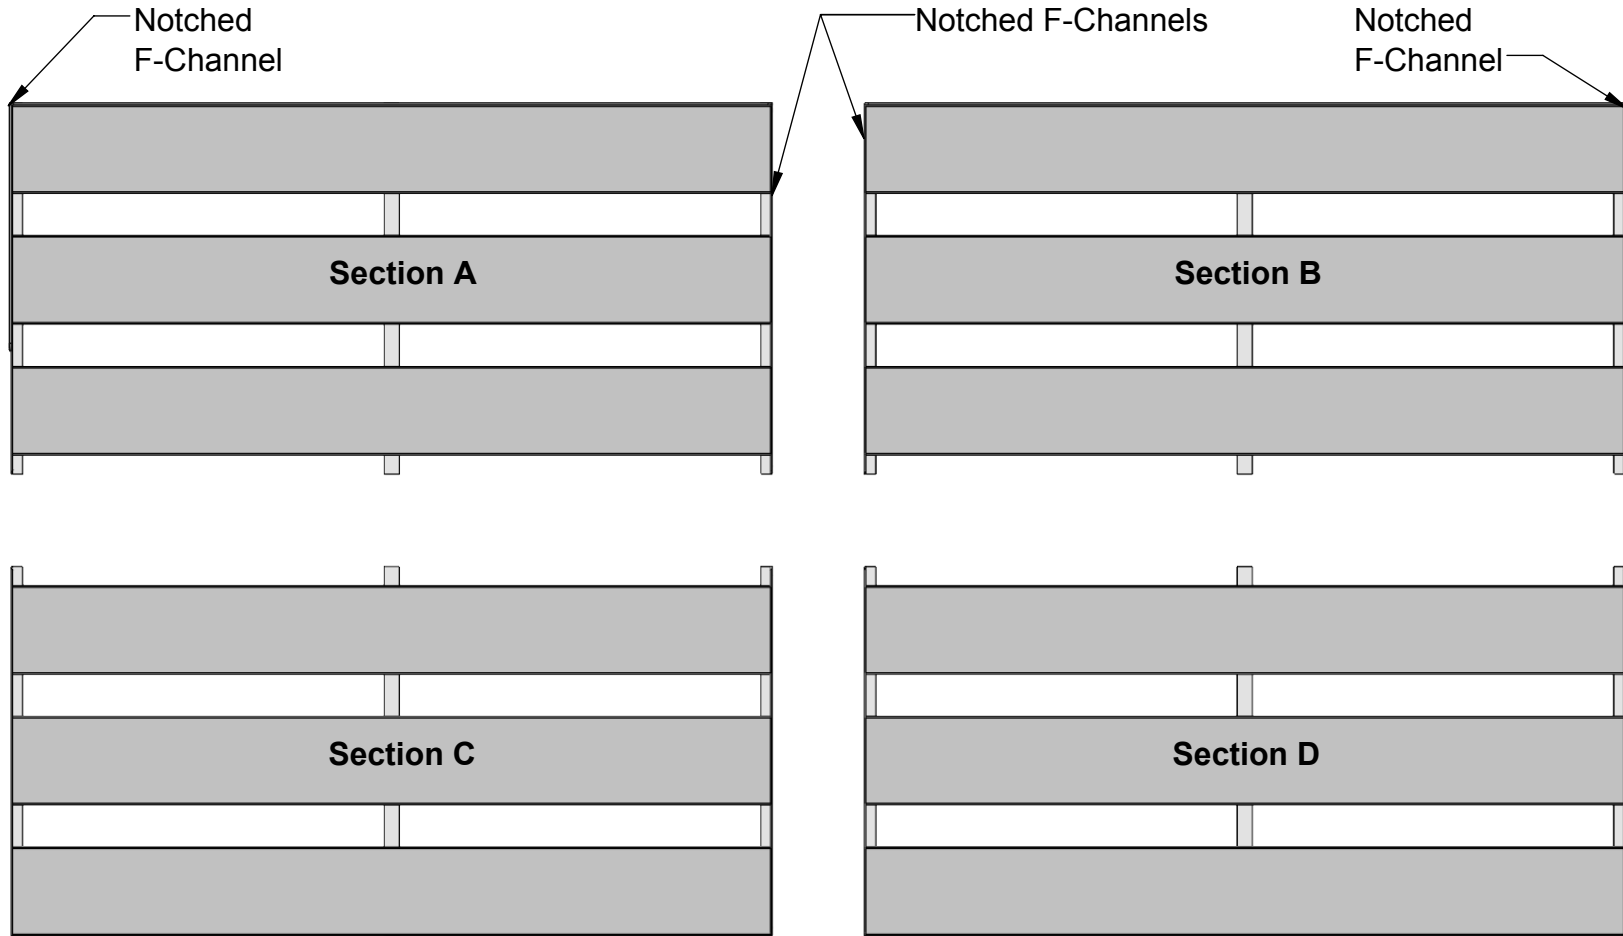 Notched
F-Channel
Notched F-Channels
Notched
F-Channel
Section A
Section B
Section C
Section D